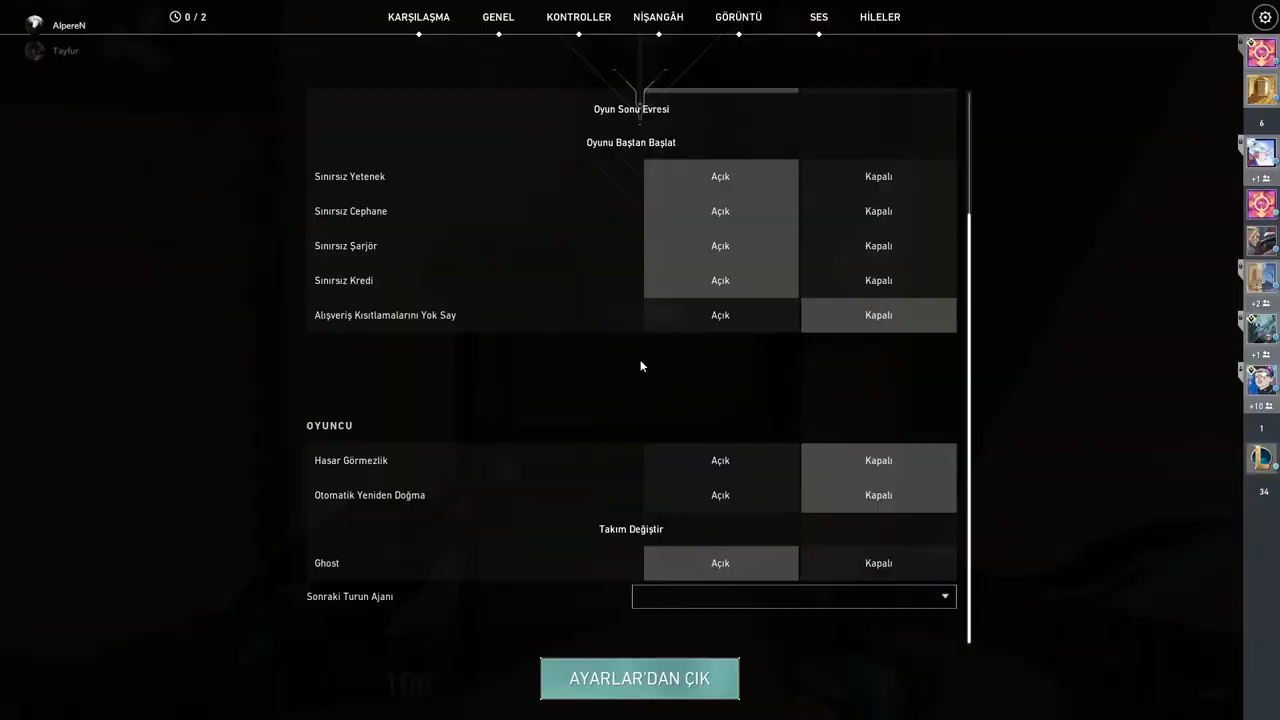 AlpereN
Tayfur
0 / 2
KARŞILAŞMA GENEL KONTROLLER NİŞANGÂH GÖRÜNTÜ SES HİLELER
Oyun Sonu Evresi
Oyunu Baştan Başlat
Sınırsız Yetenek Açık Kapalı
Sınırsız Cephane Açık Kapalı
Sınırsız Şarjör Açık Kapalı
Sınırsız Kredi Açık Kapalı
Alışveriş Kısıtlamalarını Yok Say Açık Kapalı
OYUNCU
Hasar Görmezlik Açık Kapalı
Otomatik Yeniden Doğma Açık Kapalı
Takım Değiştir
Ghost Açık Kapalı
Sonraki Turun Ajanı
AYARLAR'DAN ÇIK
100
6
+1
+2
+1
+10
1
34